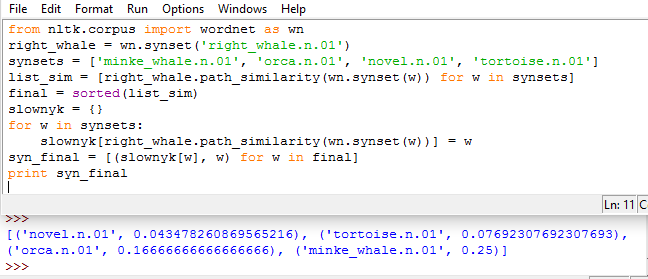 File Edit Format Run Options Windows Help
from nltk.corpus import wordnet as wn
right_whale = wn.synset('right_whale.n.01')
synsets = ['minke_whale.n.01', 'orca.n.01', 'novel.n.01', 'tortoise.n.01']
list_sim = [right_whale.path_similarity(wn.synset(w)) for w in synsets]
final = sorted(list_sim)
slownyk = {}
for w in synsets:
    slownyk[right_whale.path_similarity(wn.synset(w))] = w
syn_final = [(slownyk[w], w) for w in final]
print syn_final
Ln: 11 C
>>>
[('novel.n.01', 0.043478260869565216), ('tortoise.n.01', 0.07692307692307693),
('orca.n.01', 0.16666666666666666), ('minke_whale.n.01', 0.25)]
>>>